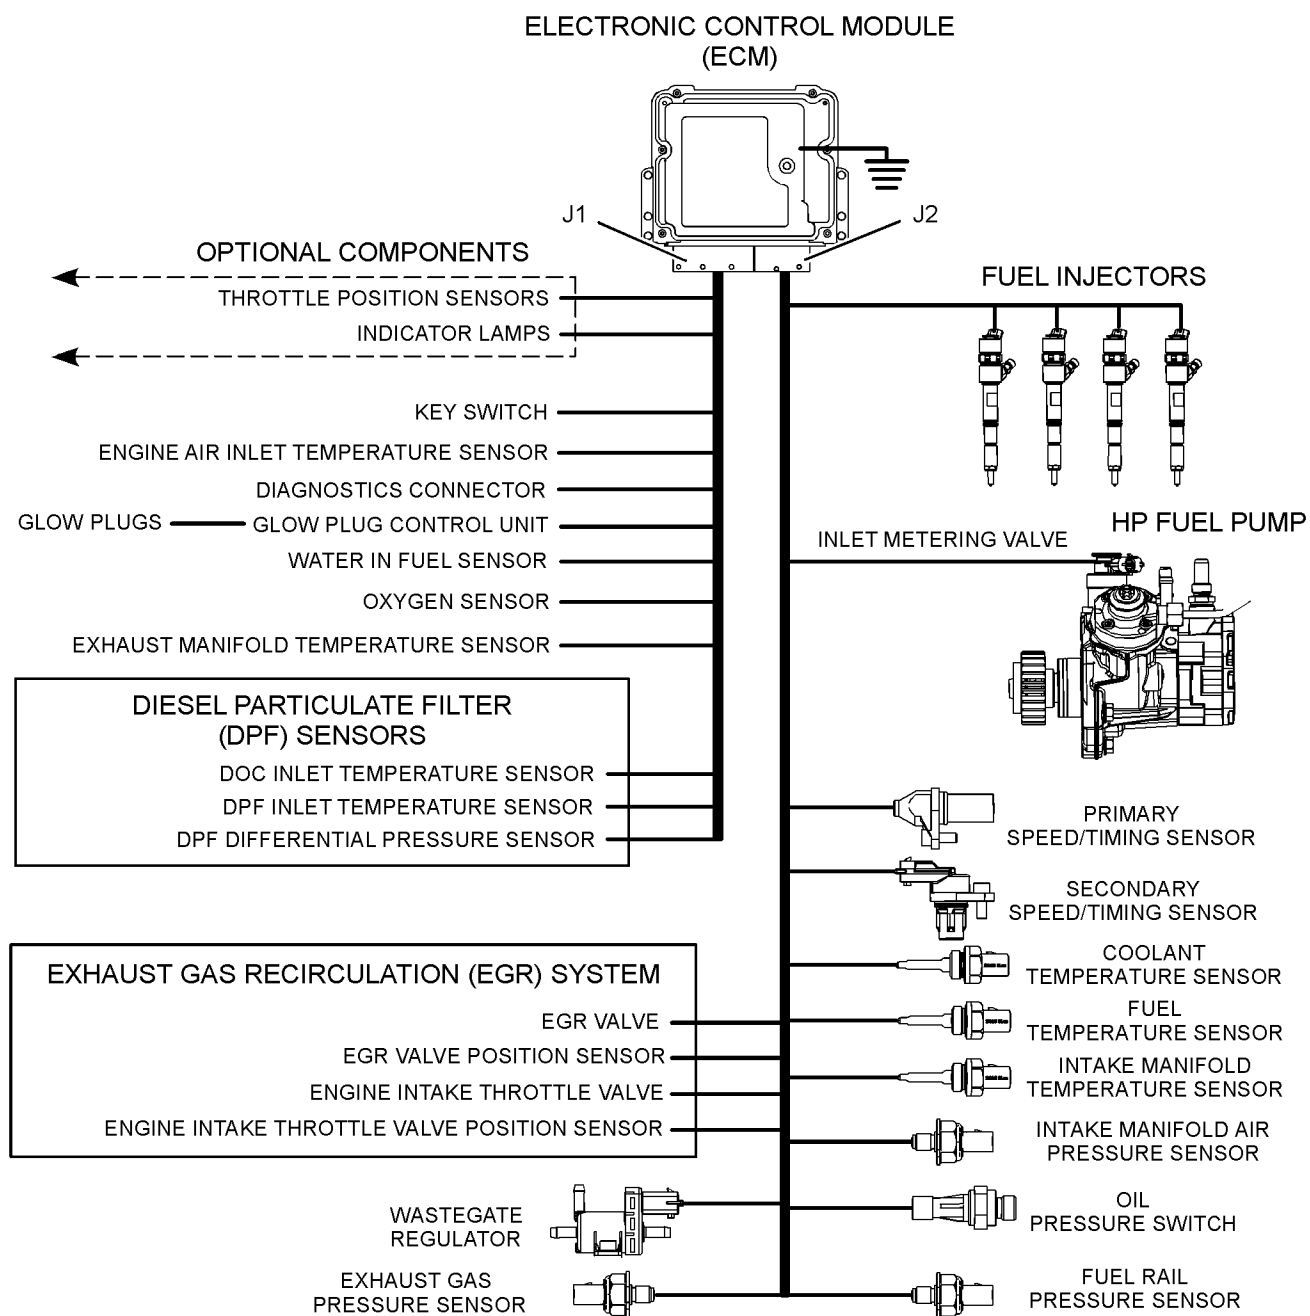 ELECTRONIC CONTROL MODULE
(ECM)
J1
J2
OPTIONAL COMPONENTS
THROTTLE POSITION SENSORS
INDICATOR LAMPS
KEY SWITCH
ENGINE AIR INLET TEMPERATURE SENSOR
DIAGNOSTICS CONNECTOR
GLOW PLUGS
GLOW PLUG CONTROL UNIT
WATER IN FUEL SENSOR
OXYGEN SENSOR
EXHAUST MANIFOLD TEMPERATURE SENSOR
DIESEL PARTICULATE FILTER
(DPF) SENSORS
DOC INLET TEMPERATURE SENSOR
DPF INLET TEMPERATURE SENSOR
DPF DIFFERENTIAL PRESSURE SENSOR
EXHAUST GAS RECIRCULATION (EGR) SYSTEM
EGR VALVE
EGR VALVE POSITION SENSOR
ENGINE INTAKE THROTTLE VALVE
ENGINE INTAKE THROTTLE VALVE POSITION SENSOR
WASTEGATE
REGULATOR
EXHAUST GAS
PRESSURE SENSOR
FUEL INJECTORS
HP FUEL PUMP
INLET METERING VALVE
PRIMARY
SPEED/TIMING SENSOR
SECONDARY
SPEED/TIMING SENSOR
COOLANT
TEMPERATURE SENSOR
FUEL
TEMPERATURE SENSOR
INTAKE MANIFOLD
TEMPERATURE SENSOR
INTAKE MANIFOLD AIR
PRESSURE SENSOR
OIL
PRESSURE SWITCH
FUEL RAIL
PRESSURE SENSOR